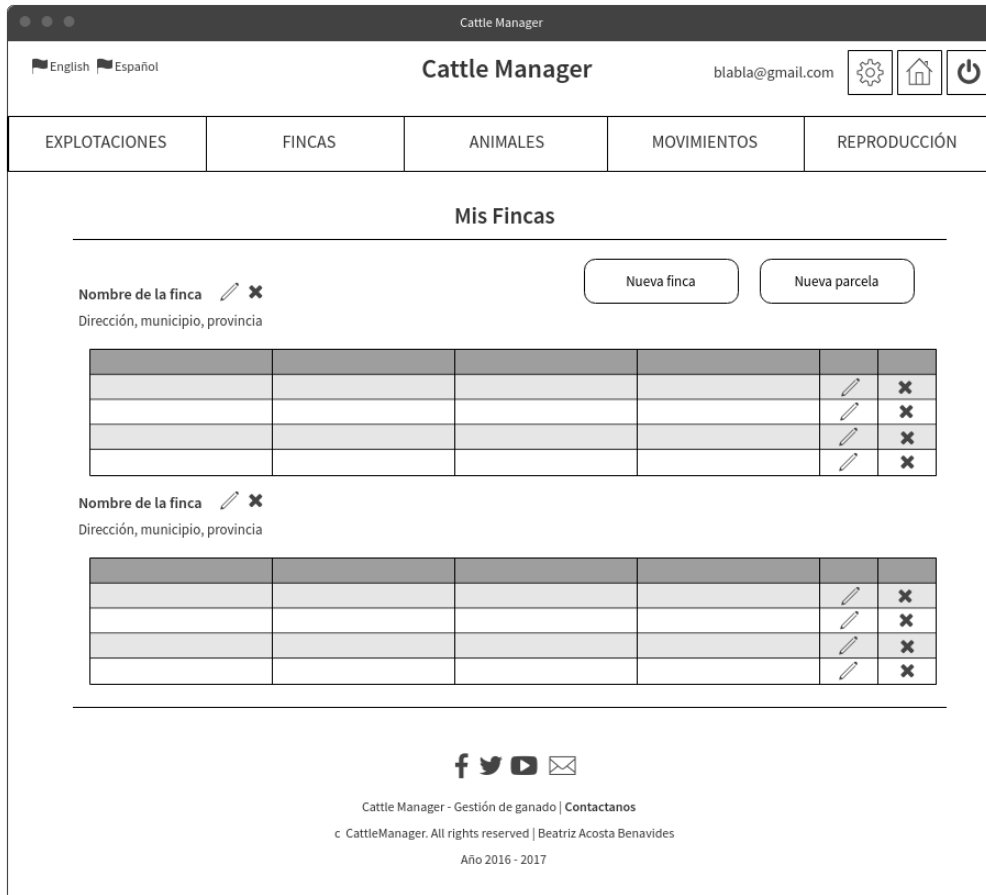 Cattle Manager
English Español
Cattle Manager
blabla@gmail.com
EXPLOTACIONES FINCAS ANIMALES MOVIMIENTOS REPRODUCCIÓN
Mis Fincas
Nueva finca Nueva parcela
Nombre de la finca
Dirección, municipio, provincia
Nombre de la finca
Dirección, municipio, provincia
Cattle Manager - Gestión de ganado | Contactanos
c CattleManager. All rights reserved | Beatriz Acosta Benavides
Año 2016 - 2017